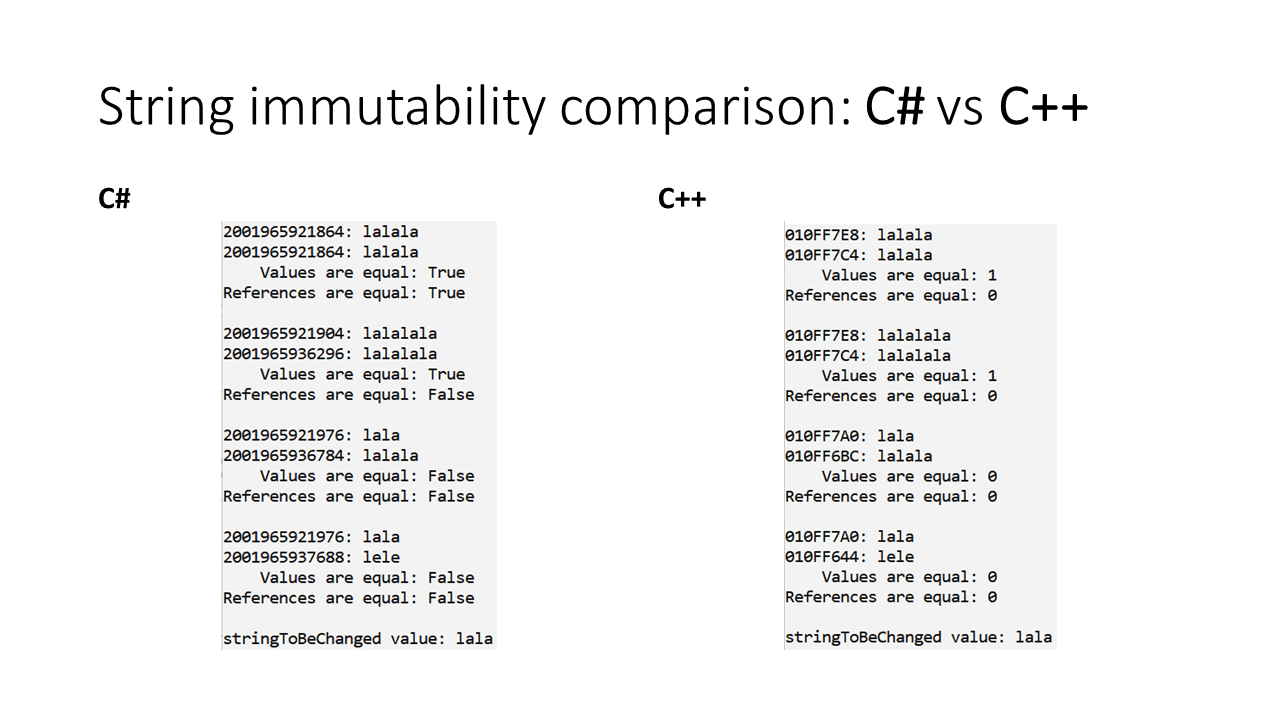 String immutability comparison: C# vs C++
C#
2001965921864: lalala
2001965921864: lalala
    Values are equal: True
References are equal: True

2001965921904: lalalala
2001965936296: lalalala
    Values are equal: True
References are equal: False

2001965921976: lala
2001965936784: lalala
    Values are equal: False
References are equal: False

2001965921976: lala
2001965937688: lele
    Values are equal: False
References are equal: False

stringToBeChanged value: lala
C++
010FF7E8: lalala
010FF7C4: lalala
    Values are equal: 1
References are equal: 0

010FF7E8: lalalala
010FF7C4: lalalala
    Values are equal: 1
References are equal: 0

010FF7A0: lala
010FF6BC: lalala
    Values are equal: 0
References are equal: 0

010FF7A0: lala
010FF644: lele
    Values are equal: 0
References are equal: 0

stringToBeChanged value: lala